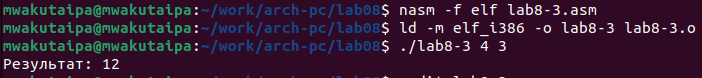 mwakutaipa@mwakutaipa:~/work/arch-pc/lab08$ nasm -f elf lab8-3.asm
mwakutaipa@mwakutaipa:~/work/arch-pc/lab08$ ld -m elf_i386 -o lab8-3 lab8-3.o
mwakutaipa@mwakutaipa:~/work/arch-pc/lab08$ ./lab8-3 4 3
Результат: 12